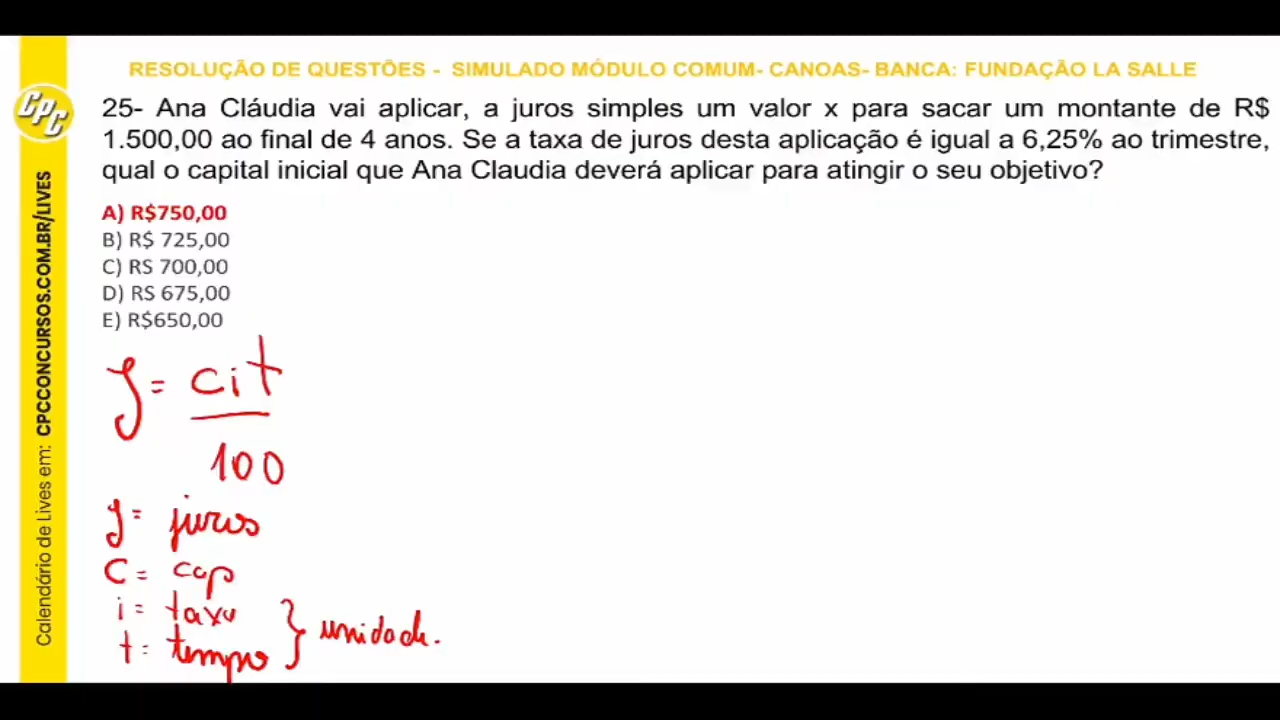 RESOLUÇÃO DE QUESTÕES - SIMULADO MÓDULO COMUM- CANOAS- BANCA: FUNDAÇÃO LA SALLE
CPC
Calendário de Lives em: CPCCONCURSOS.COM.BR/LIVES
25- Ana Cláudia vai aplicar, a juros simples um valor x para sacar um montante de R$
1.500,00 ao final de 4 anos. Se a taxa de juros desta aplicação é igual a 6,25% ao trimestre,
qual o capital inicial que Ana Claudia deverá aplicar para atingir o seu objetivo?
A) R$750,00
B) R$ 725,00
C) RS 700,00
D) RS 675,00
E) R$650,00
J = cit
100
J = juros
C = cap
i = taxa
t = tempo } unidade.